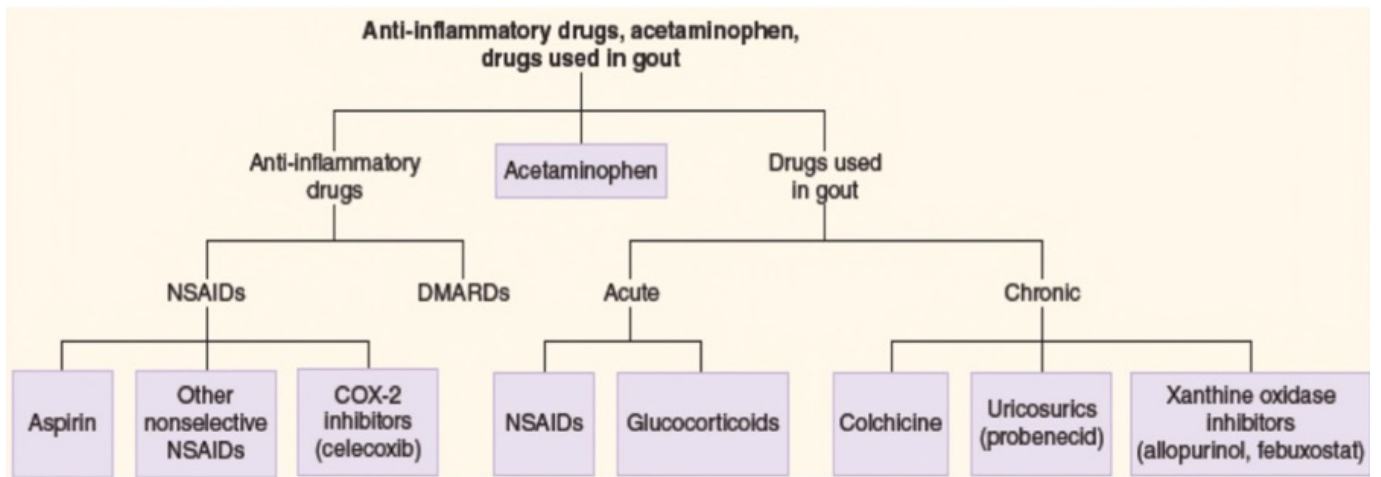 Anti-inflammatory drugs, acetaminophen,
drugs used in gout
Anti-inflammatory
drugs
Acetaminophen
Drugs used
in gout
NSAIDs
DMARDs
Acute
Chronic
Aspirin
Other
nonselective
NSAIDs
COX-2
inhibitors
(celecoxib)
NSAIDs
Glucocorticoids
Colchicine
Uricosurics
(probenecid)
Xanthine oxidase
inhibitors
(allopurinol, febuxostat)